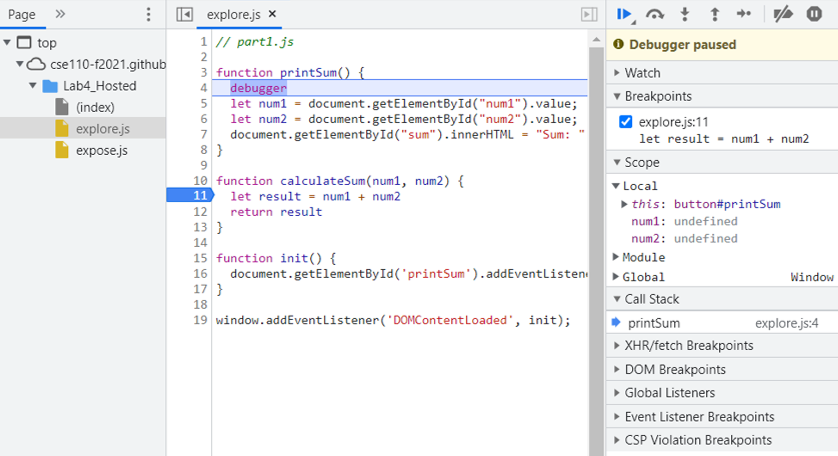 Page
top
cse110-f2021.github
Lab4_Hosted
(index)
explore.js
expose.js
explore.js
1 // part1.js
2
3 function printSum() {
4 debugger
5 let num1 = document.getElementById("num1").value;
6 let num2 = document.getElementById("num2").value;
7 document.getElementById("sum").innerHTML = "Sum: "
8 }
9
10 function calculateSum(num1, num2) {
11 let result = num1 + num2
12 return result
13 }
14
15 function init() {
16 document.getElementById('printSum').addEventListene
17 }
18
19 window.addEventListener('DOMContentLoaded', init);
Debugger paused
Watch
Breakpoints
explore.js:11
let result = num1 + num2
Scope
Local
this: button#printSum
num1: undefined
num2: undefined
Module
Global Window
Call Stack
printSum explore.js:4
XHR/fetch Breakpoints
DOM Breakpoints
Global Listeners
Event Listener Breakpoints
CSP Violation Breakpoints